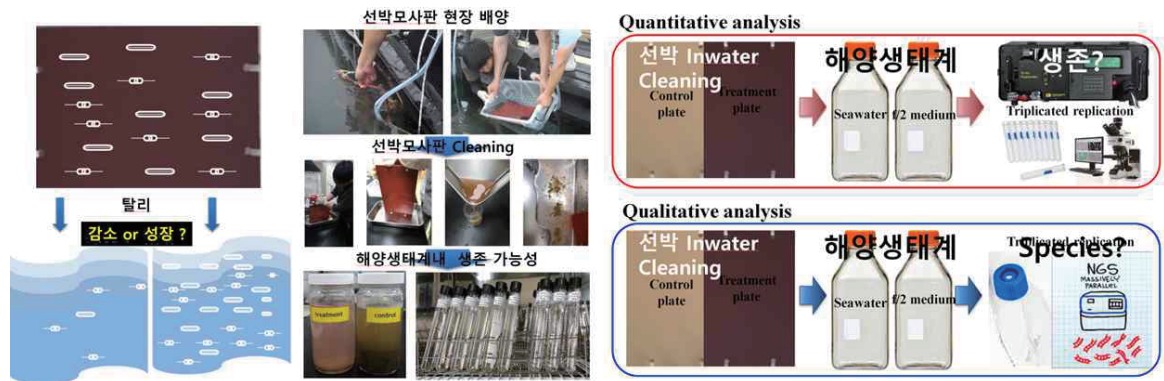 탈리
감소 or 성장 ?
선박모사판 현장 배양
선박모사판 Cleaning
해양생태계내 생존 가능성
treatment
control
Quantitative analysis
선박 Inwater
Cleaning
Control
plate
Treatment
plate
해양생태계
Seawater
f/2 medium
생존?
Triplicated replication
Qualitative analysis
선박 Inwater
Cleaning
Control
plate
Treatment
plate
해양생태계
Seawater
f/2 medium
Triplicated replication
Species?
NGS
MASSIVELY
PARALLEL